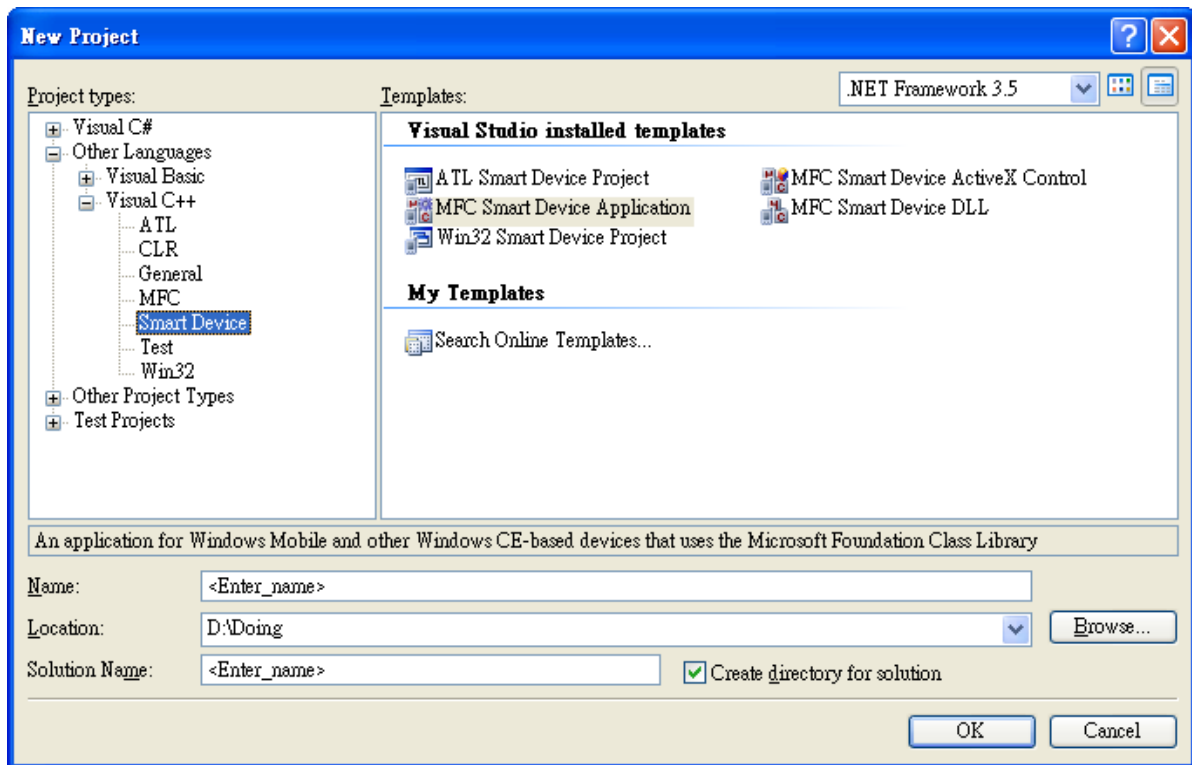 New Project
Project types:
Templates:
.NET Framework 3.5
Visual C#
Other Languages
Visual Basic
Visual C++
ATL
CLR
General
MFC
Smart Device
Test
Win32
Other Project Types
Test Projects
Visual Studio installed templates
ATL Smart Device Project
MFC Smart Device ActiveX Control
MFC Smart Device Application
MFC Smart Device DLL
Win32 Smart Device Project
My Templates
Search Online Templates...
An application for Windows Mobile and other Windows CE-based devices that uses the Microsoft Foundation Class Library
Name:
<Enter_name>
Location:
D:\Doing
Browse...
Solution Name:
<Enter_name>
Create directory for solution
OK
Cancel